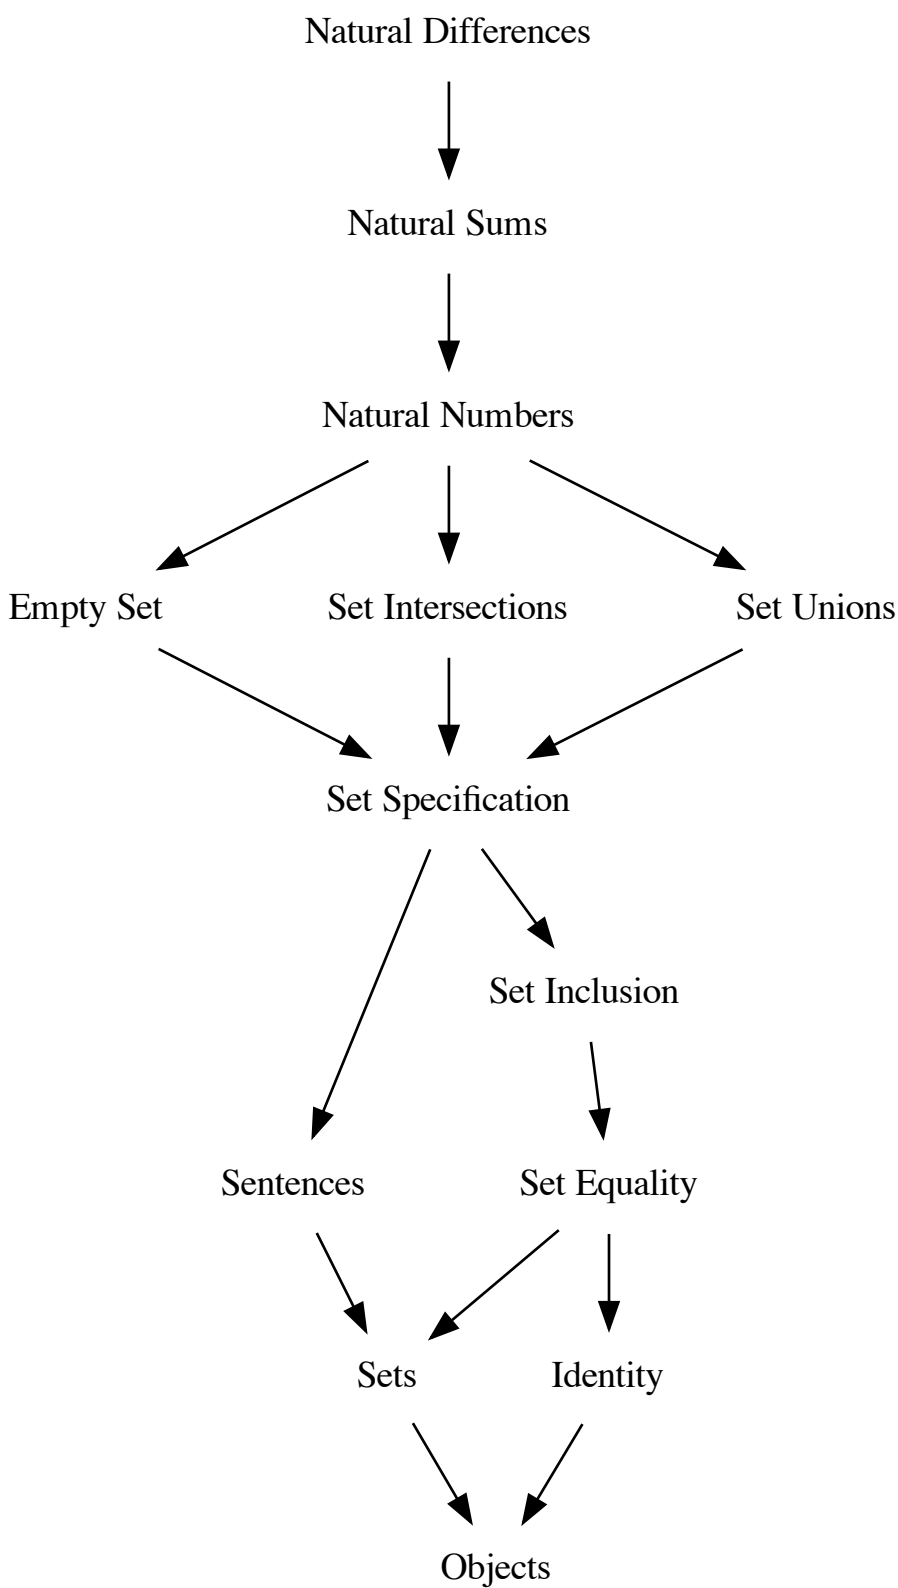 Natural Differences
Natural Sums
Natural Numbers
Empty Set
Set Intersections
Set Unions
Set Specification
Set Inclusion
Sentences
Set Equality
Sets
Identity
Objects